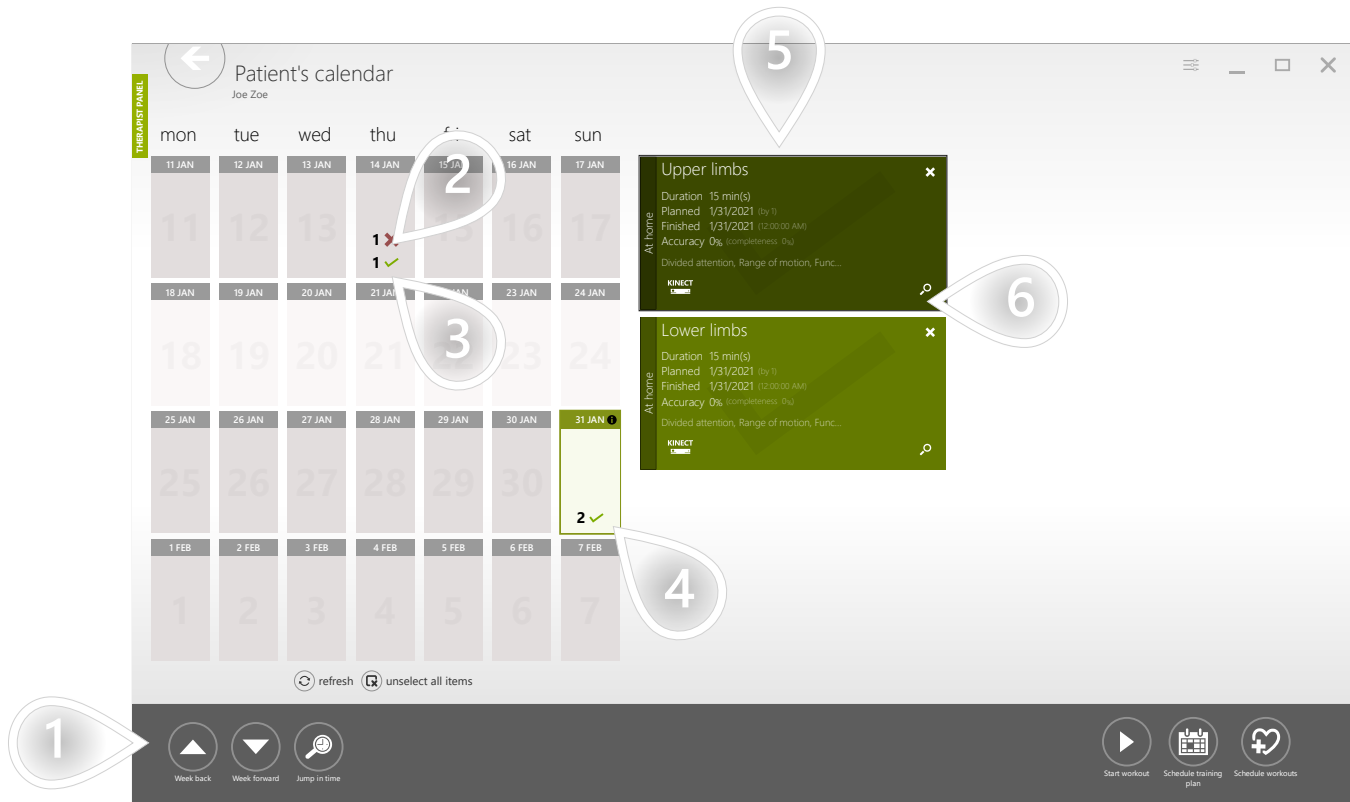 5
Patient's calendar
Joe Zoe
THERAPIST PANEL
mon tue wed thu sat sun
11 JAN 12 JAN 13 JAN 14 JAN 15 JAN 16 JAN 17 JAN
11 12 13 15 16 17
2
1
1
18 JAN 19 JAN 20 JAN 21 JAN 23 JAN 24 JAN
18 19 20 21 22 23 24
3
25 JAN 26 JAN 27 JAN 28 JAN 29 JAN 30 JAN 31 JAN
25 26 27 28 29 30
2
4
1 FEB 2 FEB 3 FEB 4 FEB 5 FEB 6 FEB 7 FEB
1 2 3 4 5 6 7
refresh unselect all items
Upper limbs
At home
Duration 15 min(s)
Planned 1/31/2021 (by 1)
Finished 1/31/2021 (12:00:00 AM)
Accuracy 0% (completeness 0%)
Divided attention, Range of motion, Func...
KINECT
6
Lower limbs
At home
Duration 15 min(s)
Planned 1/31/2021 (by 1)
Finished 1/31/2021 (12:00:00 AM)
Accuracy 0% (completeness 0%)
Divided attention, Range of motion, Func...
KINECT
1
Week back Week forward Jump in time
Start workout Schedule training plan Schedule workouts